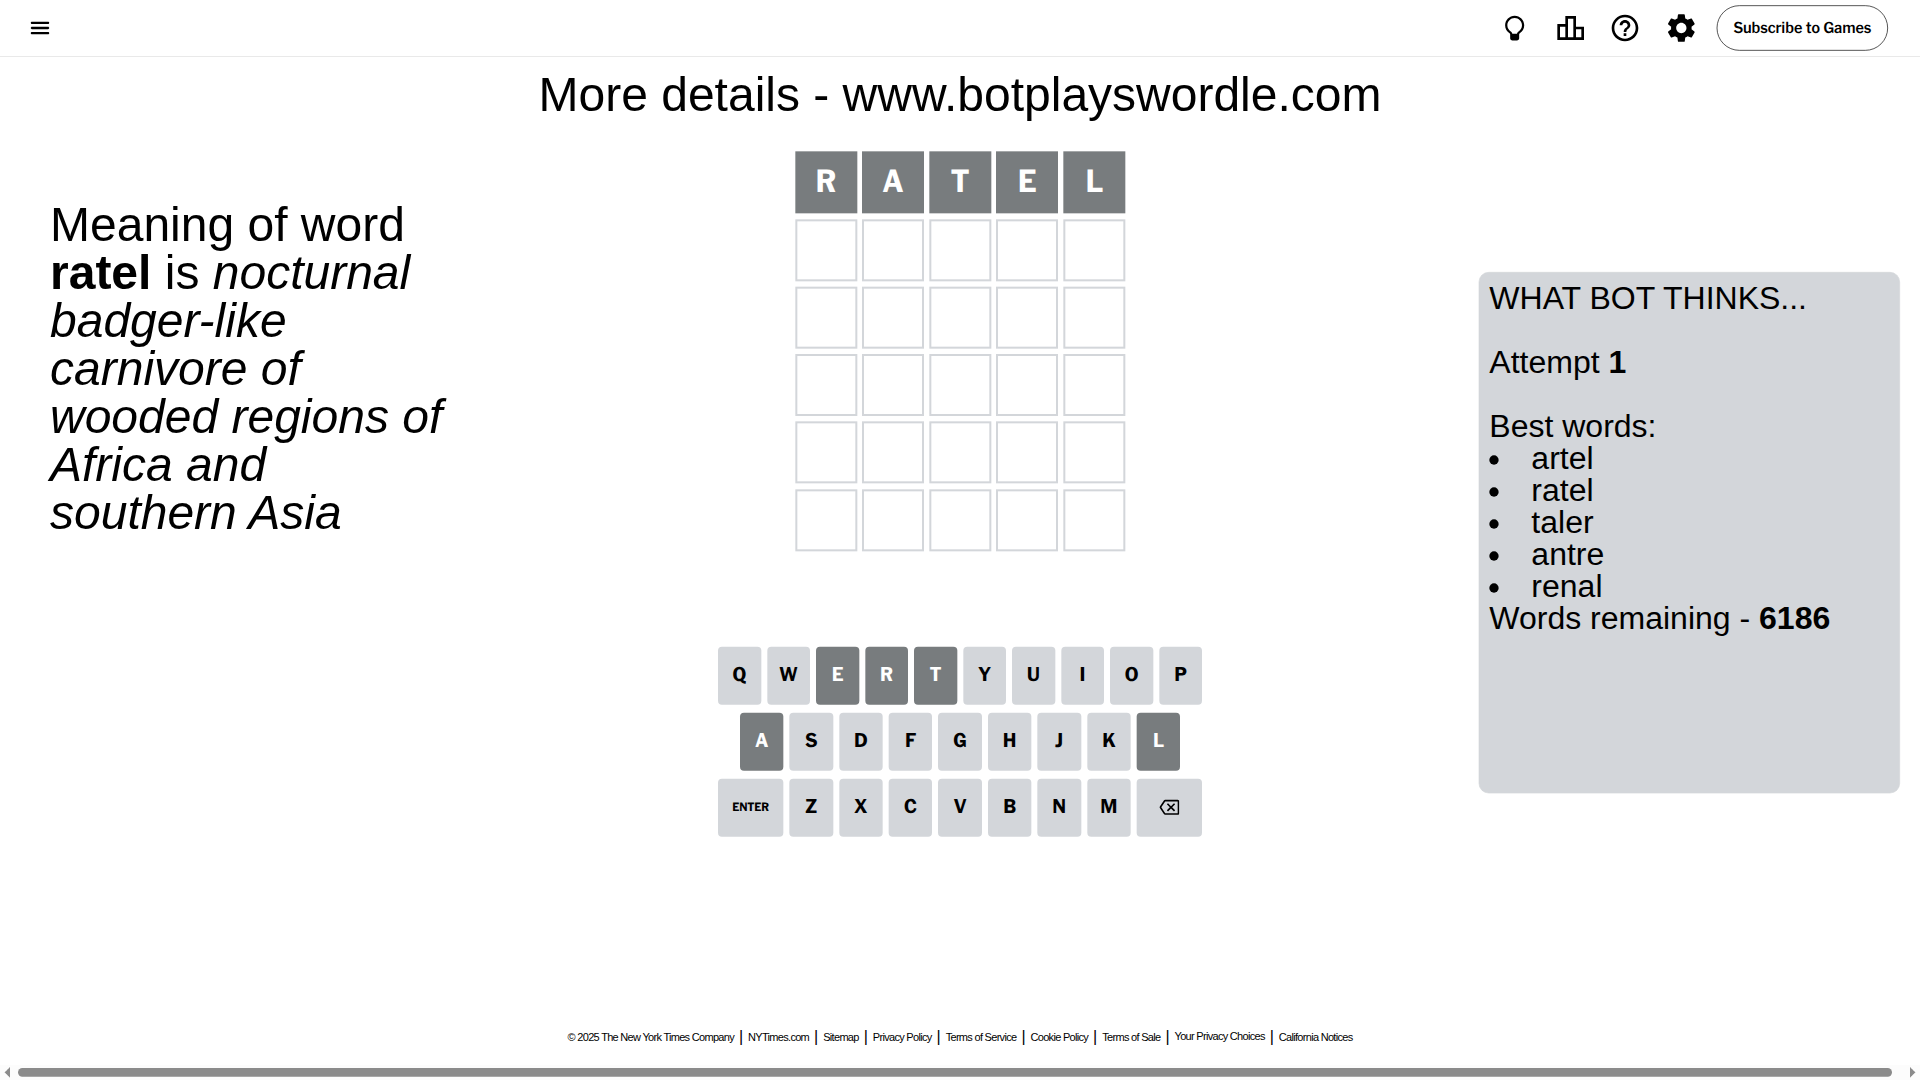 Subscribe to Games
More details - www.botplayswordle.com
Meaning of word
ratel is nocturnal
badger-like
carnivore of
wooded regions of
Africa and
southern Asia
R A T E L
WHAT BOT THINKS...
Attempt 1
Best words:
• artel
• ratel
• taler
• antre
• renal
Words remaining - 6186
Q W E R T Y U I O P
A S D F G H J K L
ENTER Z X C V B N M
© 2025 The New York Times Company | NYTimes.com | Sitemap | Privacy Policy | Terms of Service | Cookie Policy | Terms of Sale | Your Privacy Choices | California Notices